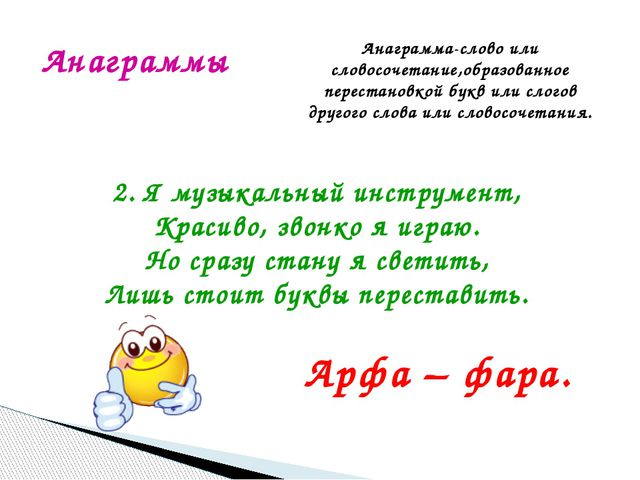 Анаграммы
Анаграмма-слово или
словосочетание,образованное
перестановкой букв или слогов
другого слова или словосочетания.
2. Я музыкальный инструмент,
Красиво, звонко я играю.
Но сразу стану я светить,
Лишь стоит буквы переставить.
Арфа – фара.